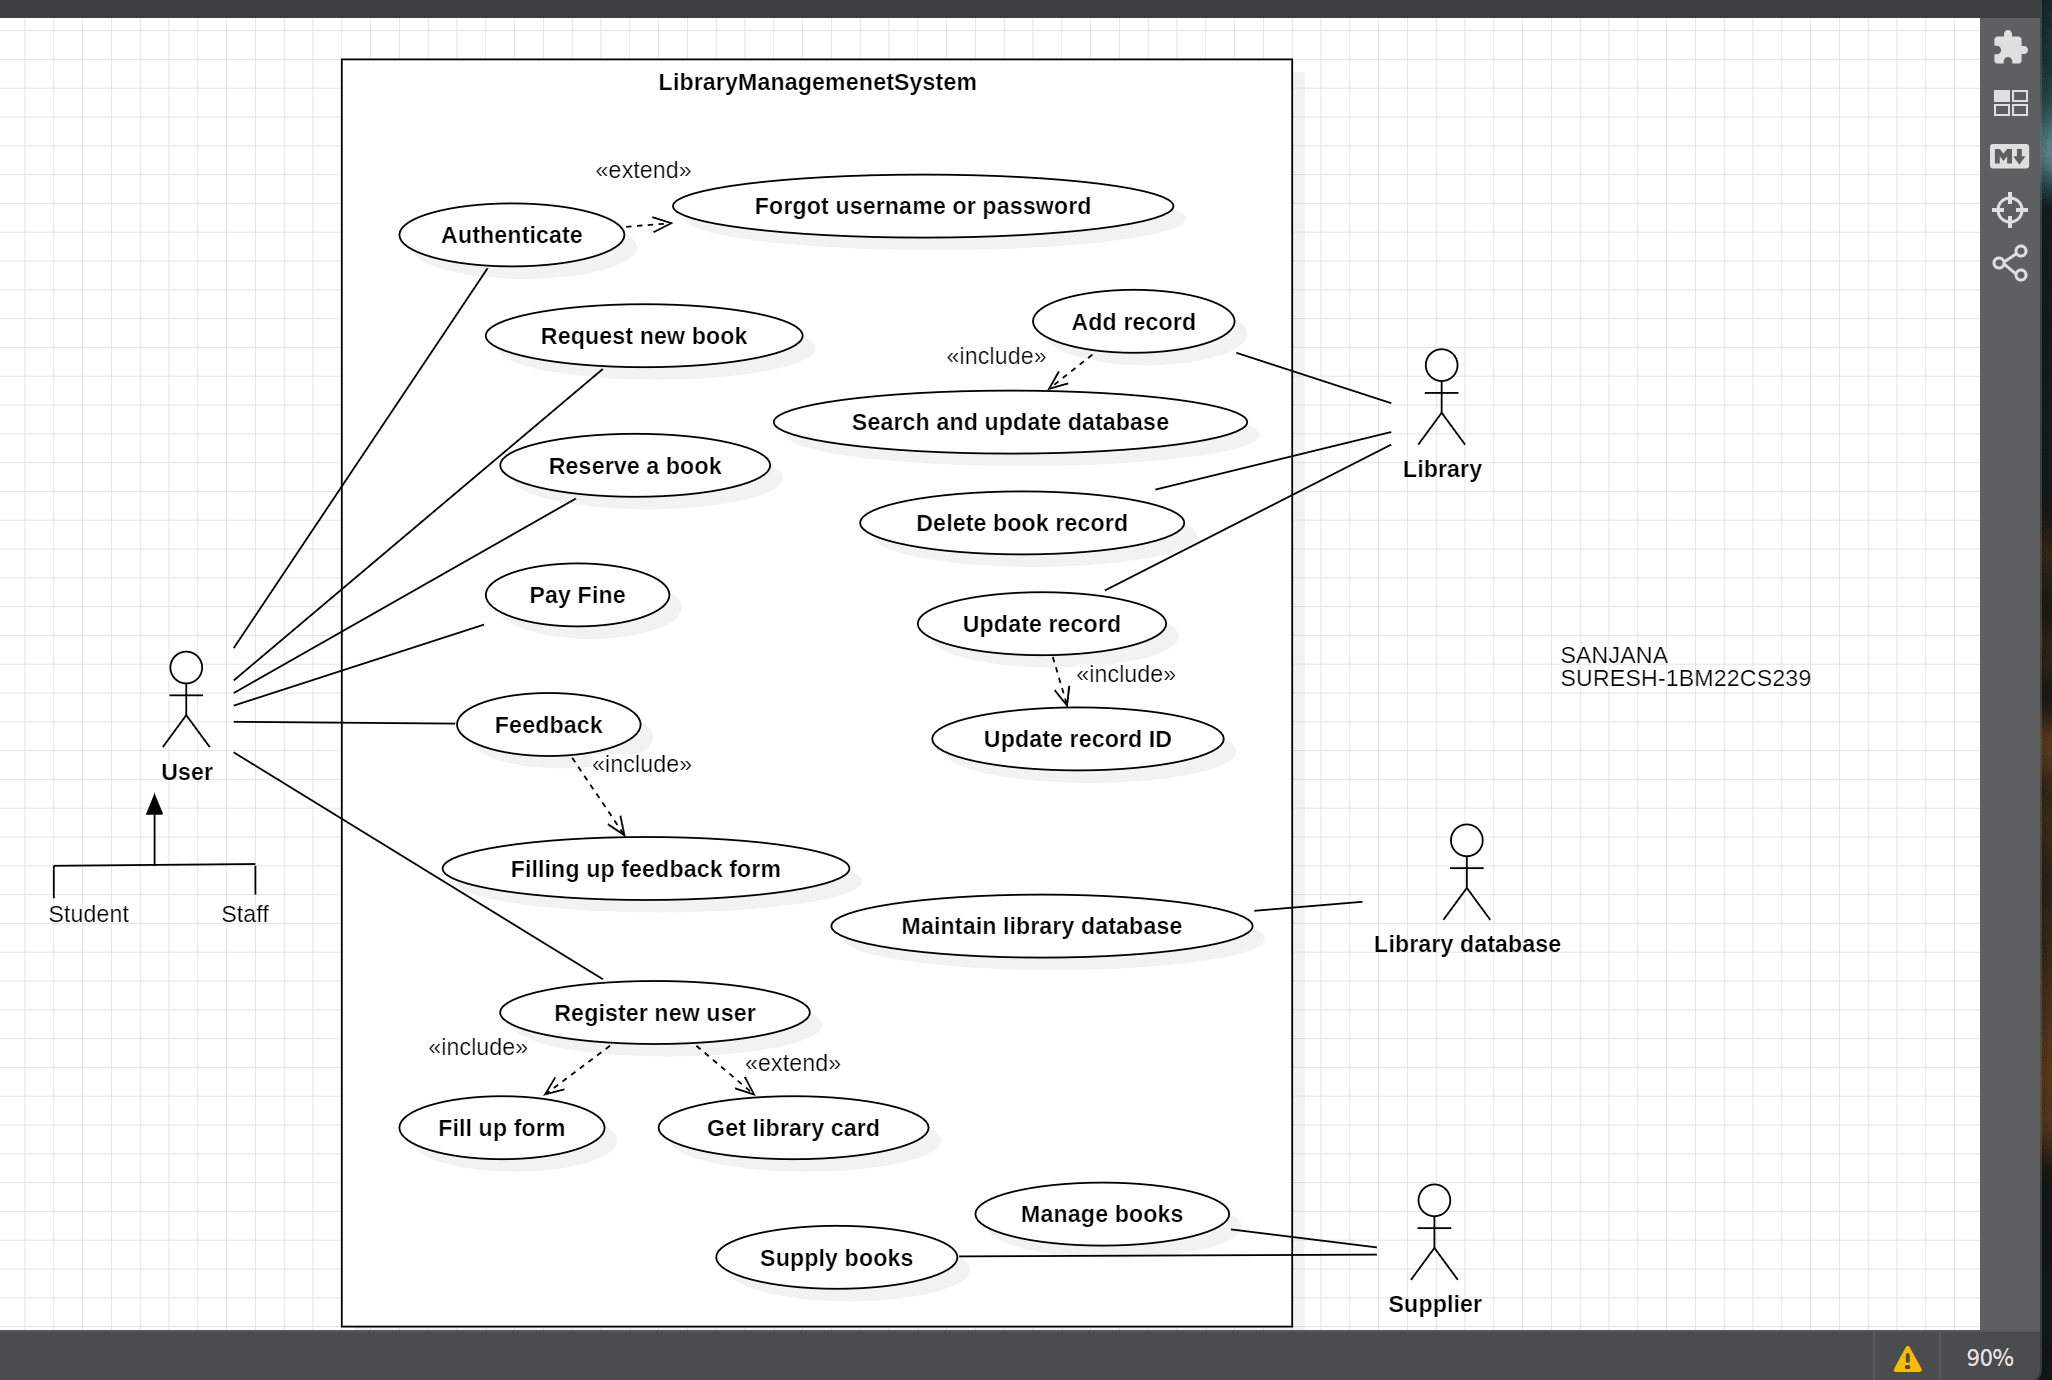 LibraryManagemenetSystem
«extend»
Forgot username or password
Authenticate
Request new book
Add record
«include»
Search and update database
Library
Reserve a book
Delete book record
Pay Fine
Update record
SANJANA
SURESH-1BM22CS239
«include»
Feedback
Update record ID
«include»
User
Filling up feedback form
Student
Staff
Maintain library database
Library database
Register new user
«include»
«extend»
Fill up form
Get library card
Manage books
Supply books
Supplier
M
90%